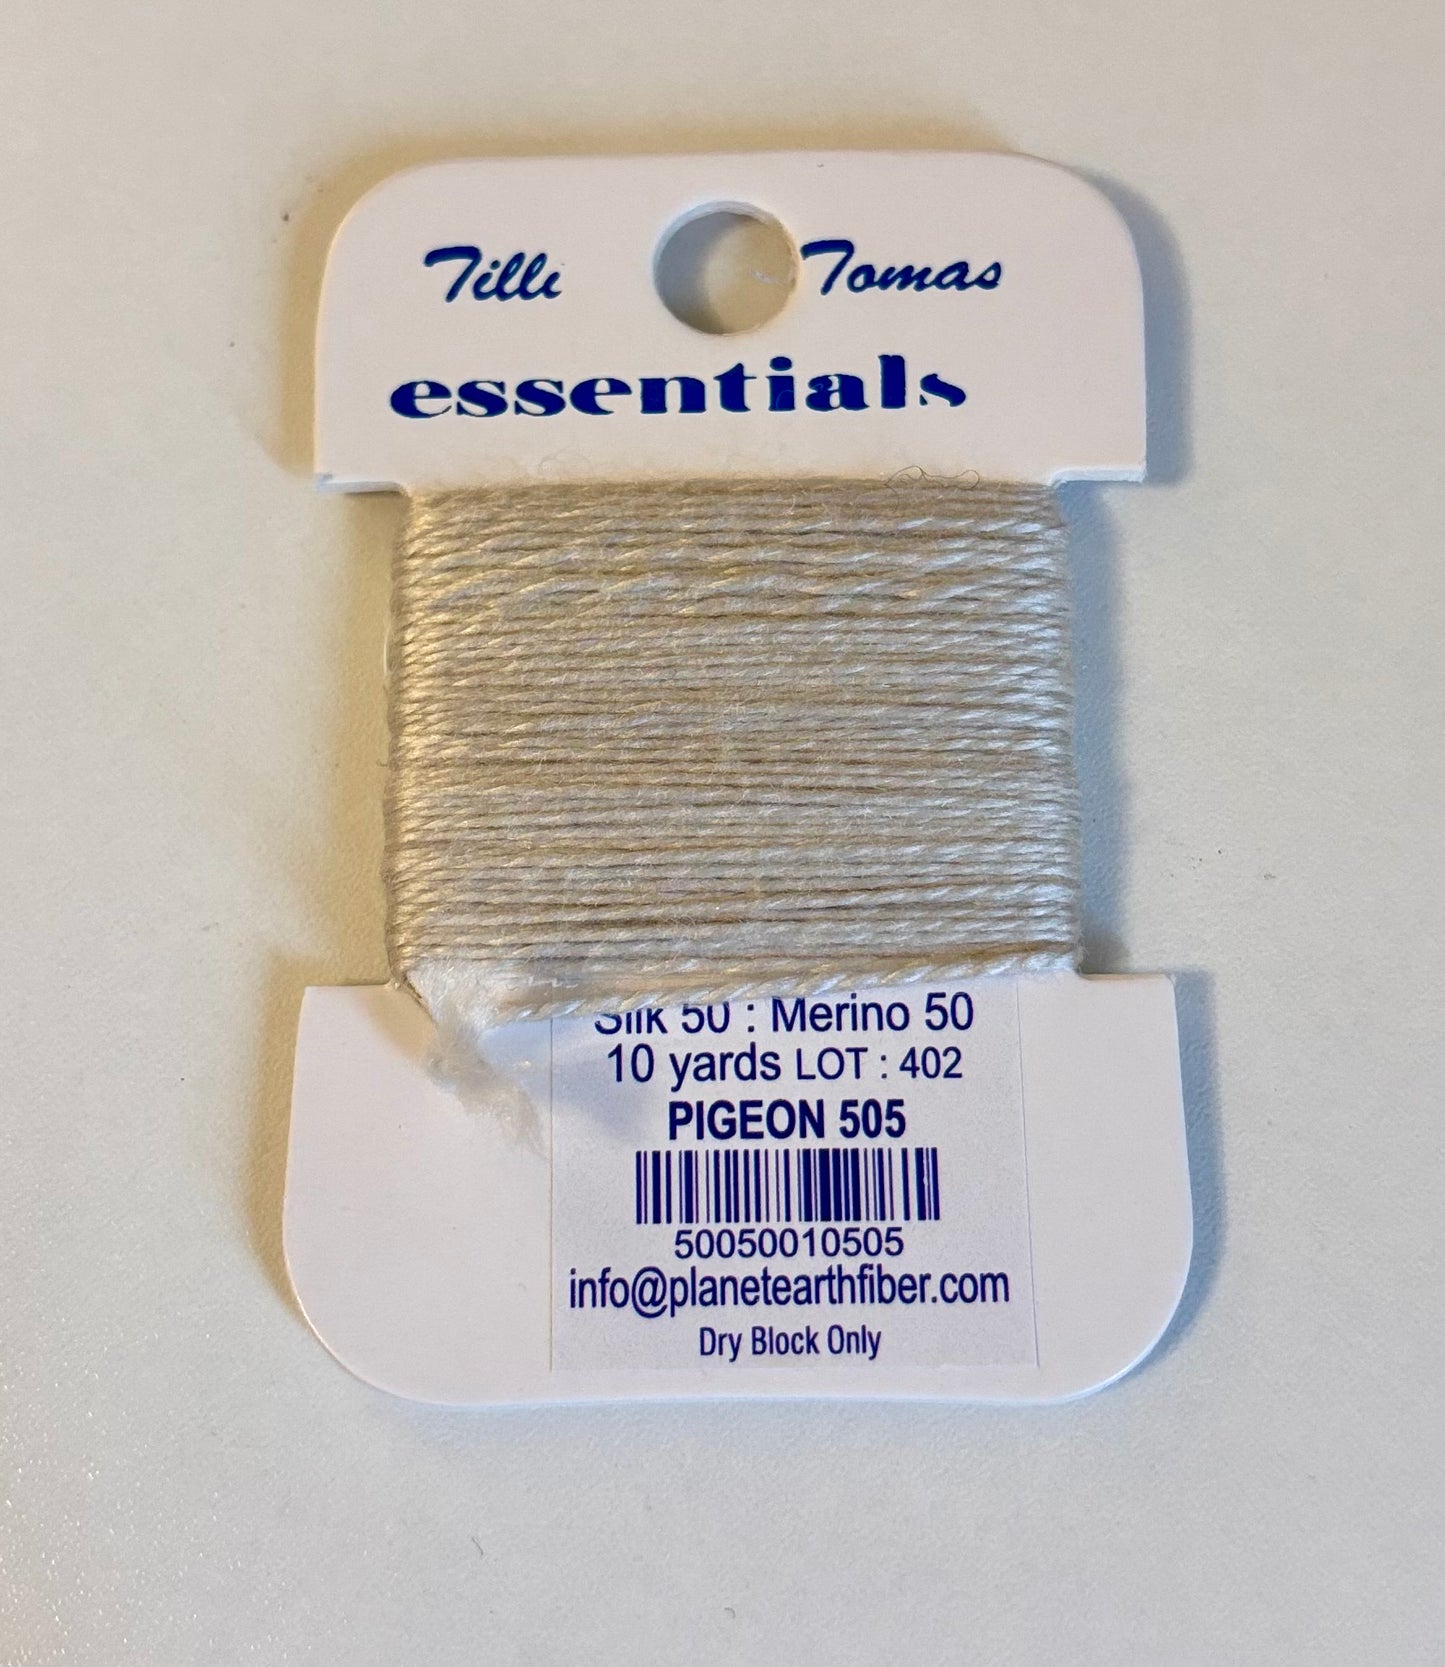 Tilli Tomas
essentials
Silk 50 : Merino 50
10 yards LOT : 402
PIGEON 505
50050010505
info@planetearthfiber.com
Dry Block Only